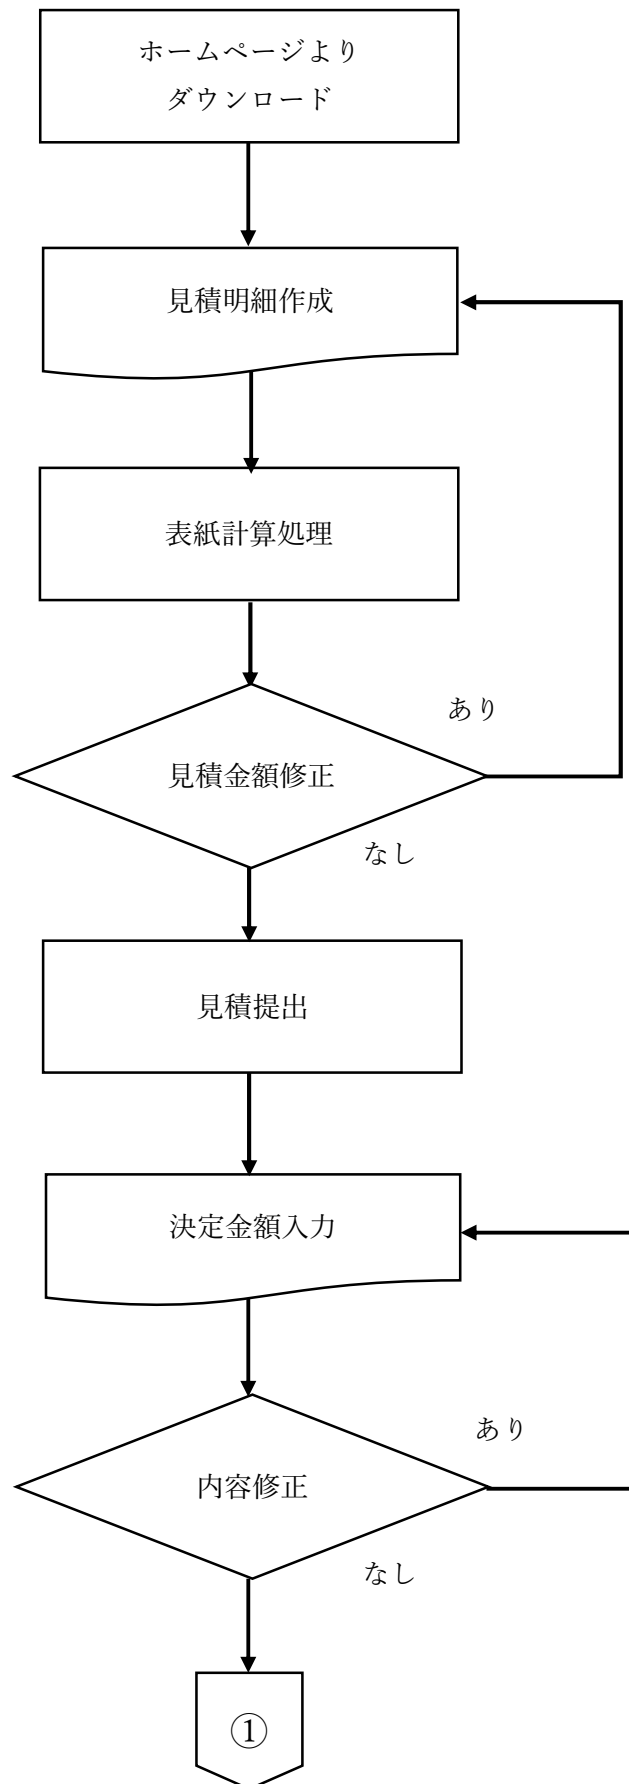 ホームページより
ダウンロード
見積明細作成
表紙計算処理
あり
見積金額修正
なし
見積提出
決定金額入力
あり
内容修正
なし
①